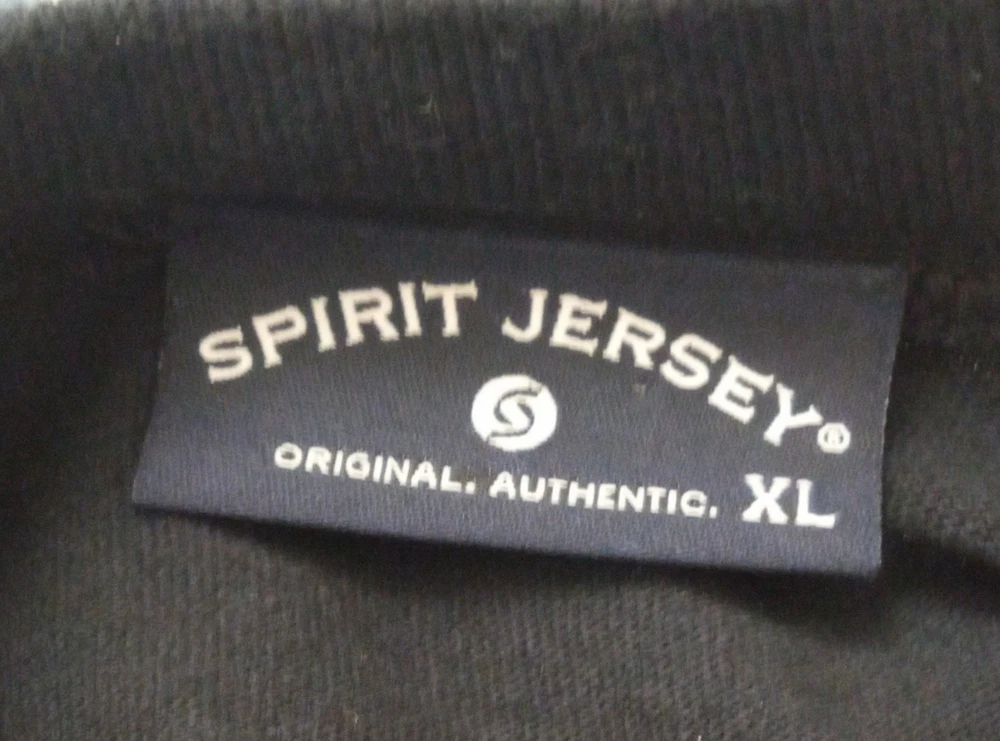 SPIRIT JERSEY®
S
ORIGINAL. AUTHENTIC. XL